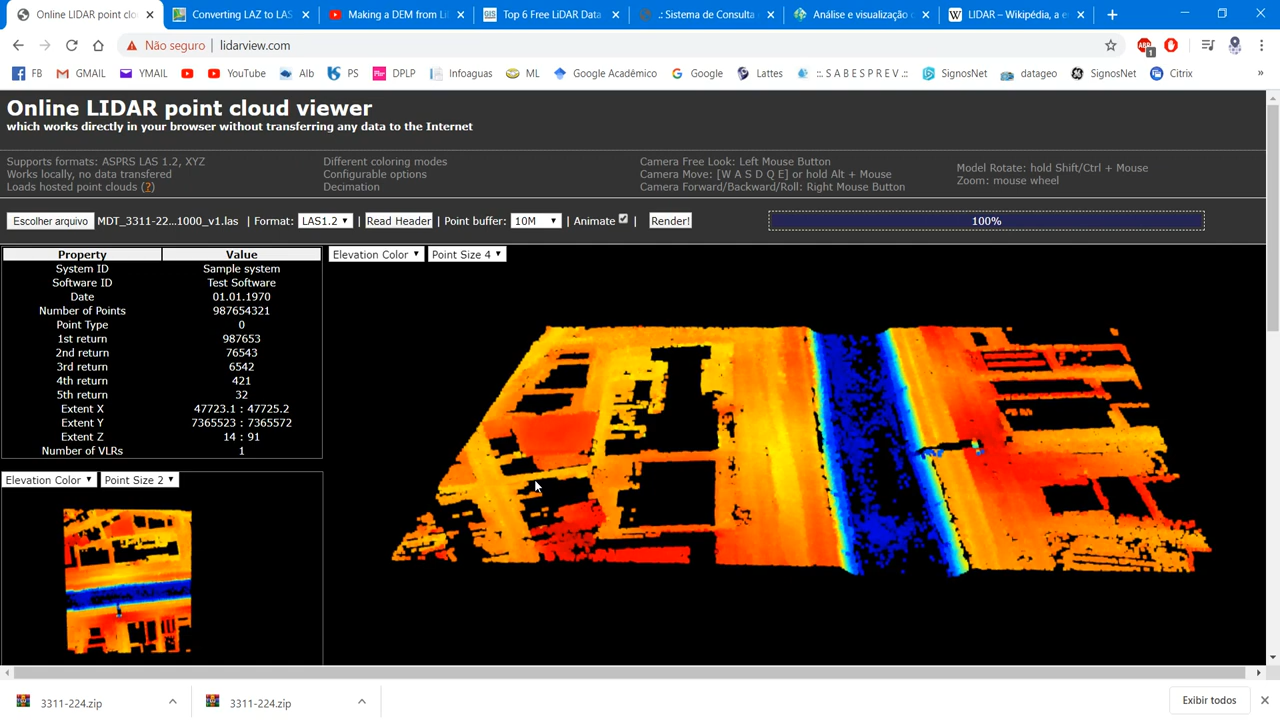 Online LIDAR point clou
Converting LAZ to LAS
Making a DEM from Li
Top 6 Free LiDAR Data
.: Sistema de Consulta
Análise e visualização d
LIDAR – Wikipédia, a e
Não seguro | lidarview.com
FB GMAIL YMAIL YouTube Alb PS DPLP Infoaguas ML Google Acadêmico Google Lattes ::. S A B E S P R E V .:: SignosNet datageo SignosNet Citrix »
Online LIDAR point cloud viewer
which works directly in your browser without transferring any data to the Internet
Supports formats: ASPRS LAS 1.2, XYZ
Works locally, no data transfered
Loads hosted point clouds (?)
Different coloring modes
Configurable options
Decimation
Camera Free Look: Left Mouse Button
Camera Move: [W A S D Q E] or hold Alt + Mouse
Camera Forward/Backward/Roll: Right Mouse Button
Model Rotate: hold Shift/Ctrl + Mouse
Zoom: mouse wheel
Escolher arquivo MDT_3311-22...1000_v1.las | Format: LAS1.2 | Read Header | Point buffer: 10M | Animate | Render! 100%
Property Value
System ID Sample system
Software ID Test Software
Date 01.01.1970
Number of Points 987654321
Point Type 0
1st return 987653
2nd return 76543
3rd return 6542
4th return 421
5th return 32
Extent X 47723.1 : 47725.2
Extent Y 7365523 : 7365572
Extent Z 14 : 91
Number of VLRs 1
Elevation Color Point Size 4
Elevation Color Point Size 2
3311-224.zip
3311-224.zip
Exibir todos